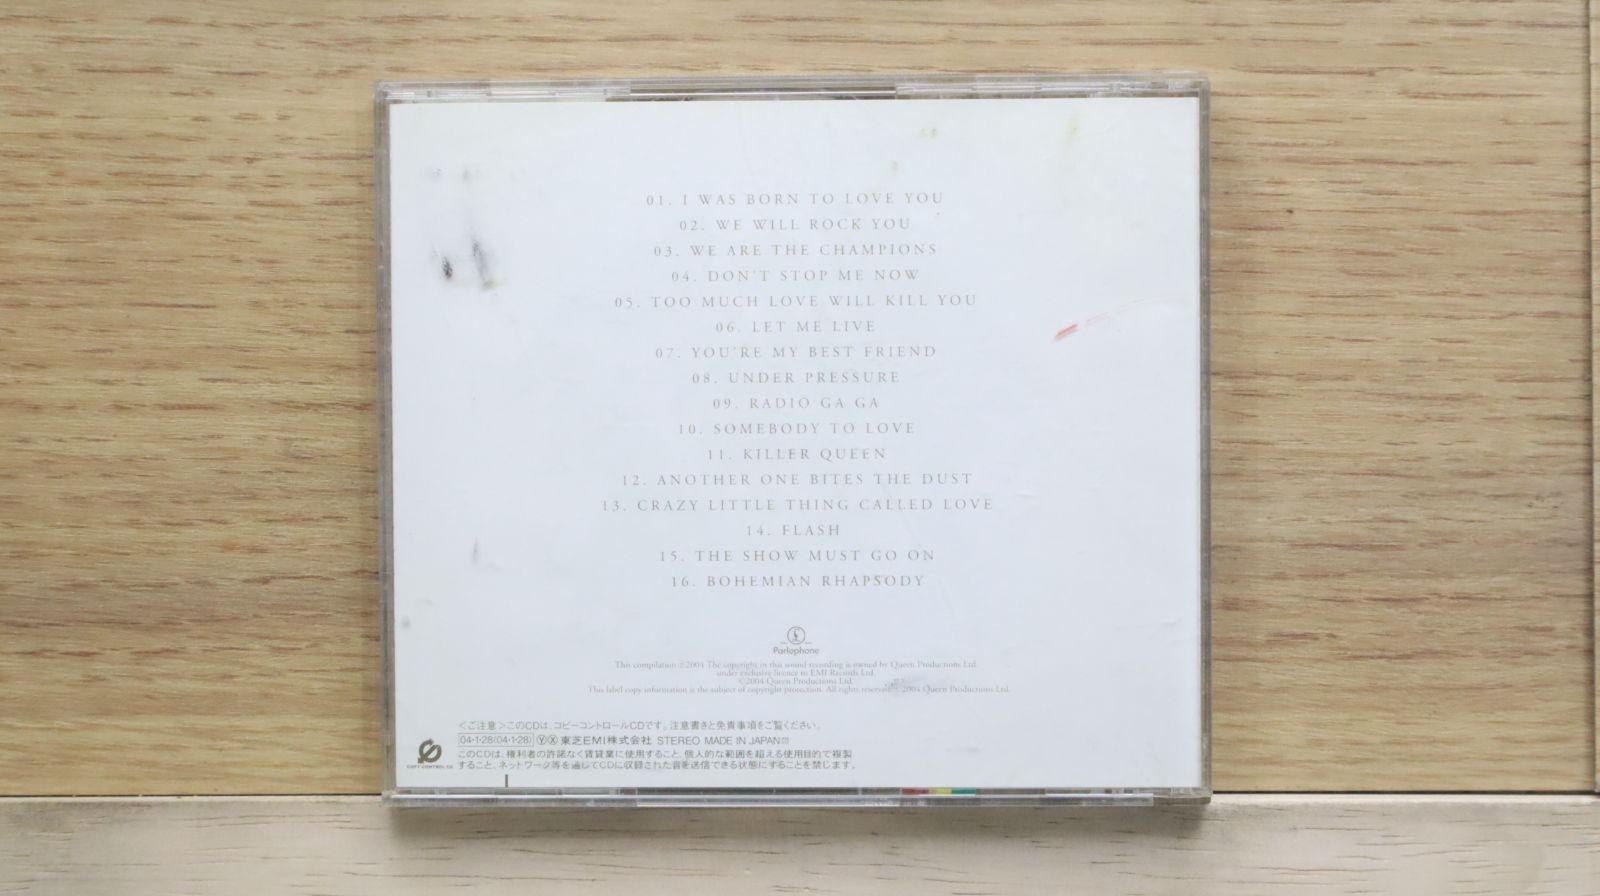 01. I WAS BORN TO LOVE YOU
02. WE WILL ROCK YOU
03. WE ARE THE CHAMPIONS
04. DON'T STOP ME NOW
05. TOO MUCH LOVE WILL KILL YOU
06. LET ME LIVE
07. YOU'RE MY BEST FRIEND
08. UNDER PRESSURE
09. RADIO GA GA
10. SOMEBODY TO LOVE
11. KILLER QUEEN
12. ANOTHER ONE BITES THE DUST
13. CRAZY LITTLE THING CALLED LOVE
14. FLASH
15. THE SHOW MUST GO ON
16. BOHEMIAN RHAPSODY
Parlophone
This compilation ℗2004 The copyright in this sound recording is owned by Queen Productions Ltd.
under exclusive licence to EMI Records Ltd.
©2004 Queen Productions Ltd.
This label copy information is the subject of copyright protection. All rights reserved. ©2004 Queen Productions Ltd.
<ご注意>このCDは、コピーコントロールCDです。注意書きと免責事項をご覧ください。
04・1・28(04・1・28) Ⓨ Ⓧ 東芝EMI株式会社 STEREO MADE IN JAPAN
このCDは、権利者の許諾なく賃貸業に使用すること、個人的な範囲を超える使用目的で複製
すること、ネットワーク等を通じてCDに収録された音を送信できる状態にすることを禁じます。
COPY CONTROL CD